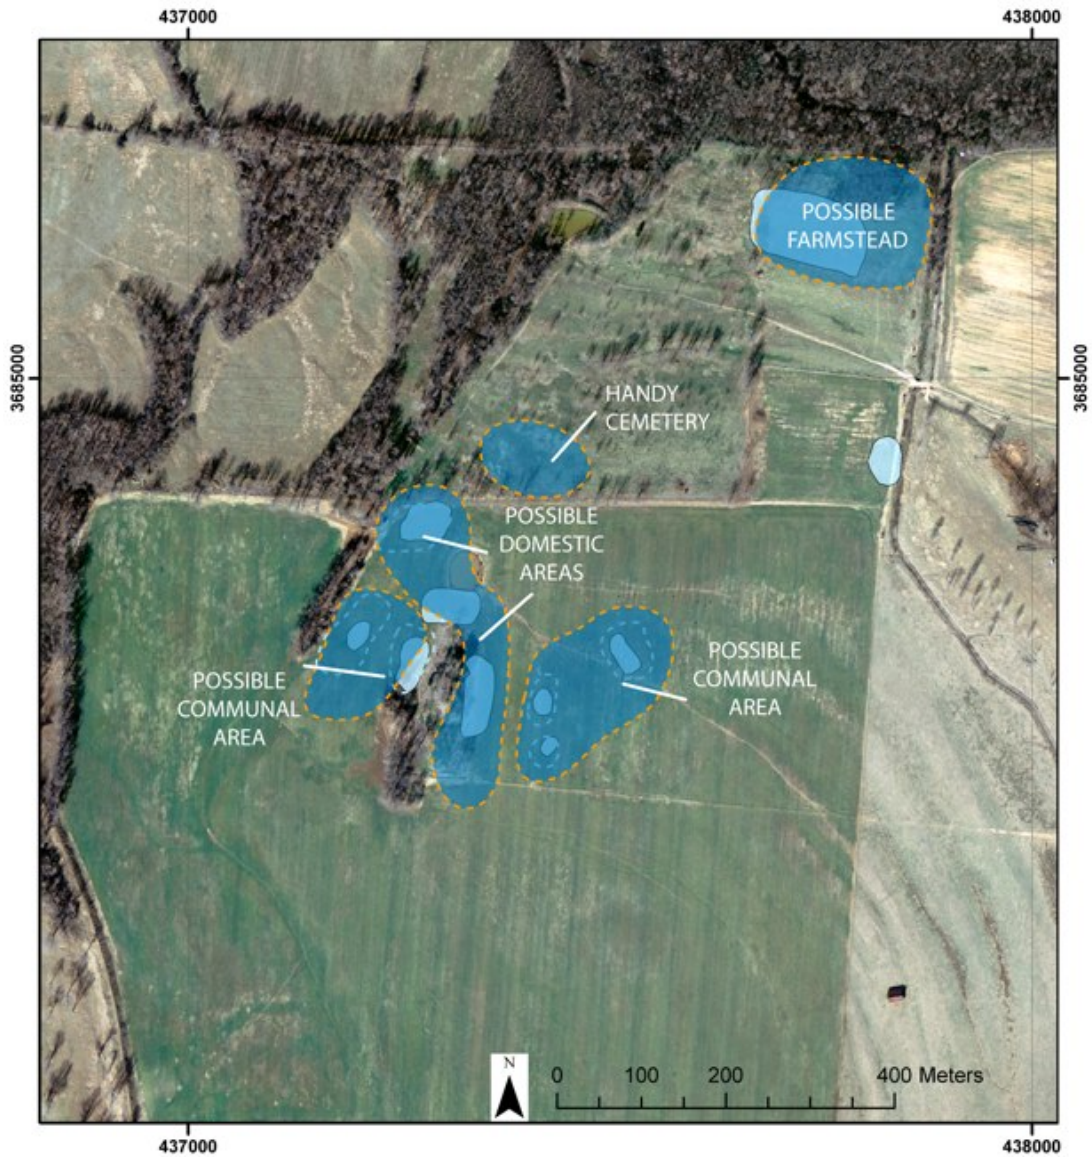 437000
438000
POSSIBLE
FARMSTEAD
3685000
3685000
HANDY
CEMETERY
POSSIBLE
DOMESTIC
AREAS
POSSIBLE
COMMUNAL
AREA
POSSIBLE
COMMUNAL
AREA
N
0 100 200 400 Meters
437000
438000